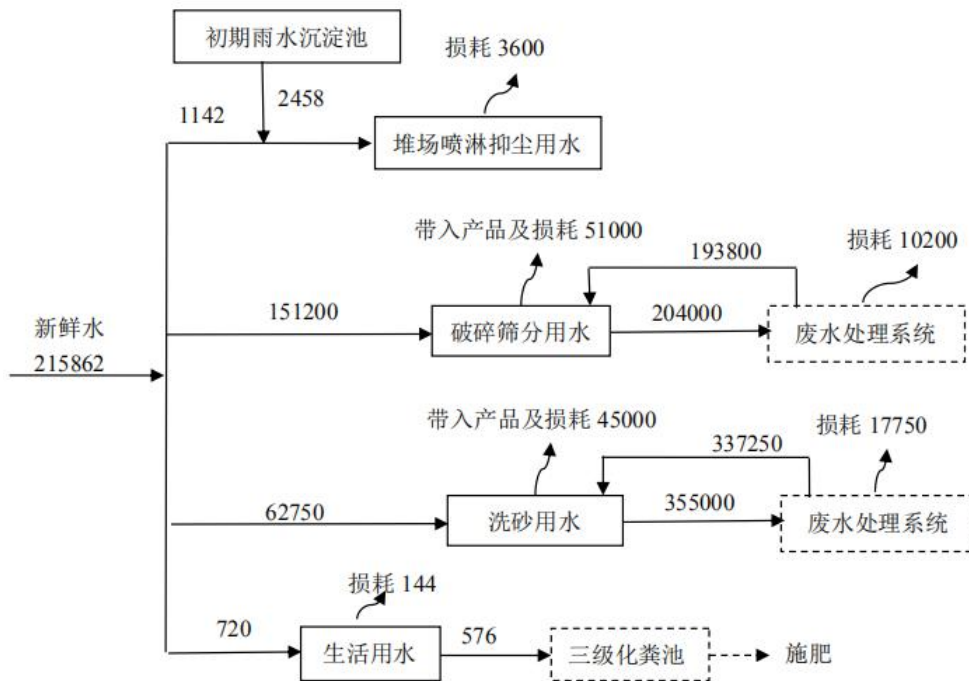 初期雨水沉淀池
损耗 3600
1142
2458
堆场喷淋抑尘用水
带入产品及损耗 51000
损耗 10200
193800
新鲜水
215862
151200
破碎筛分用水
204000
废水处理系统
带入产品及损耗 45000
损耗 17750
337250
62750
洗砂用水
355000
废水处理系统
损耗 144
720
生活用水
576
三级化粪池
施肥